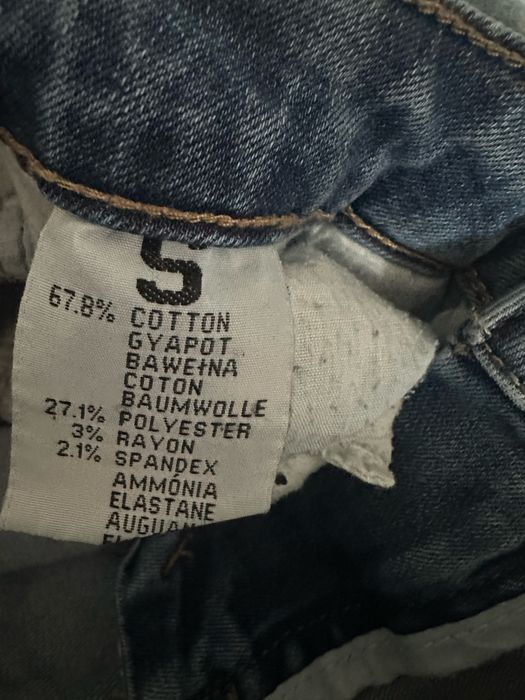 S
67.8% COTTON
GYAPOT
BAWEŁNA
COTON
BAUMWOLLE
27.1% POLYESTER
3% RAYON
2.1% SPANDEX
AMMÓNIA
ELASTANE